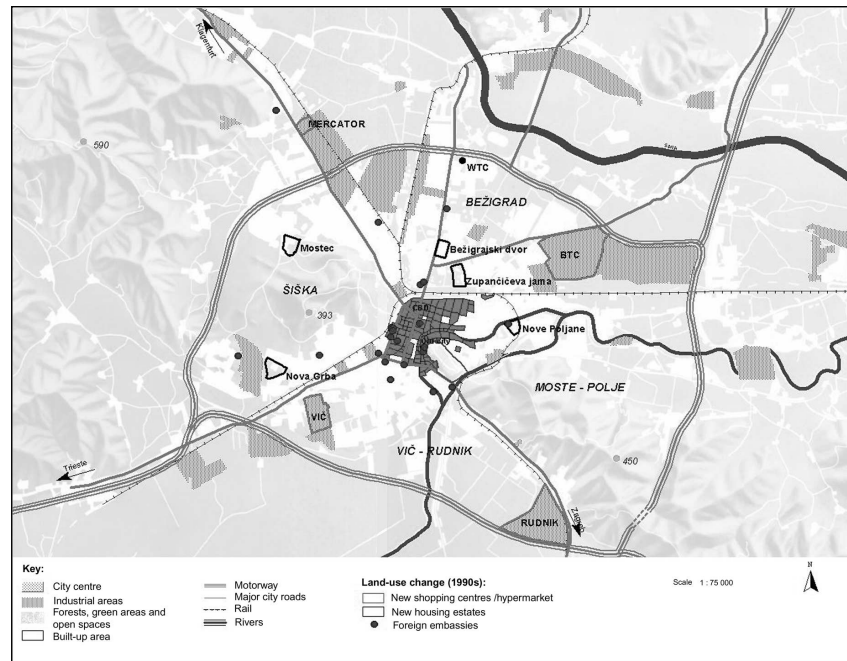 Klagenfurt
MERCATOR
590
SAVA
WTC
BEŽIGRAD
Mostec
Bežigrajski dvor
BTC
Zupančičeva jama
ŠIŠKA
393
CBD
Nove Poljane
Nova Grba
MOSTE - POLJE
VIČ
VIČ - RUDNIK
Trieste
450
RUDNIK
Zagreb
Key:
City centre
Industrial areas
Forests, green areas and
open spaces
Built-up area
Motorway
Major city roads
Rail
Rivers
Land-use change (1990s):
New shopping centres /hypermarket
New housing estates
Foreign embassies
Scale 1 : 75 000
N